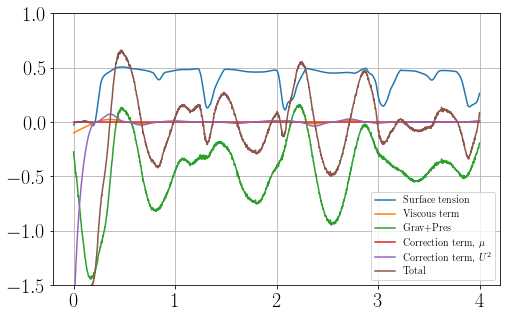 1.0
0.5
0.0
−0.5
−1.0
−1.5
0 1 2 3 4
Surface tension
Viscous term
Grav+Pres
Correction term, μ
Correction term, U²
Total